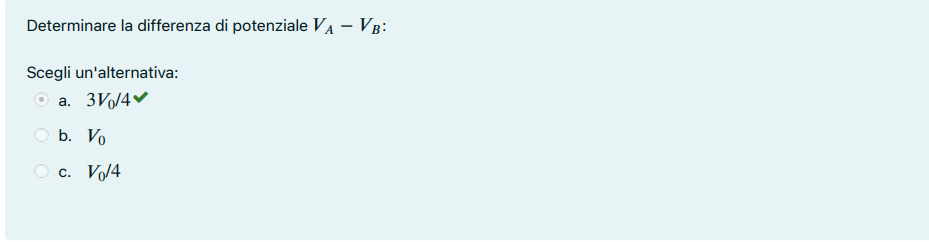 Determinare la differenza di potenziale V_A − V_B:
Scegli un'alternativa:
a. 3V_0/4 ✔
b. V_0
c. V_0/4